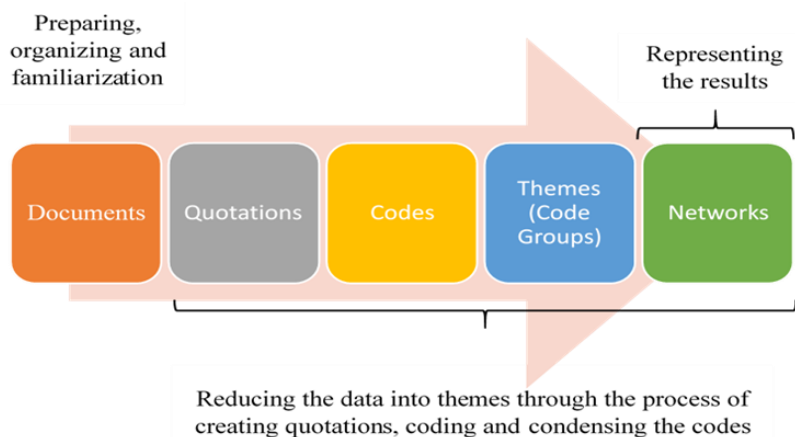 Preparing,
organizing and
familiarization
Representing
the results
Documents
Quotations
Codes
Themes
(Code
Groups)
Networks
Reducing the data into themes through the process of
creating quotations, coding and condensing the codes